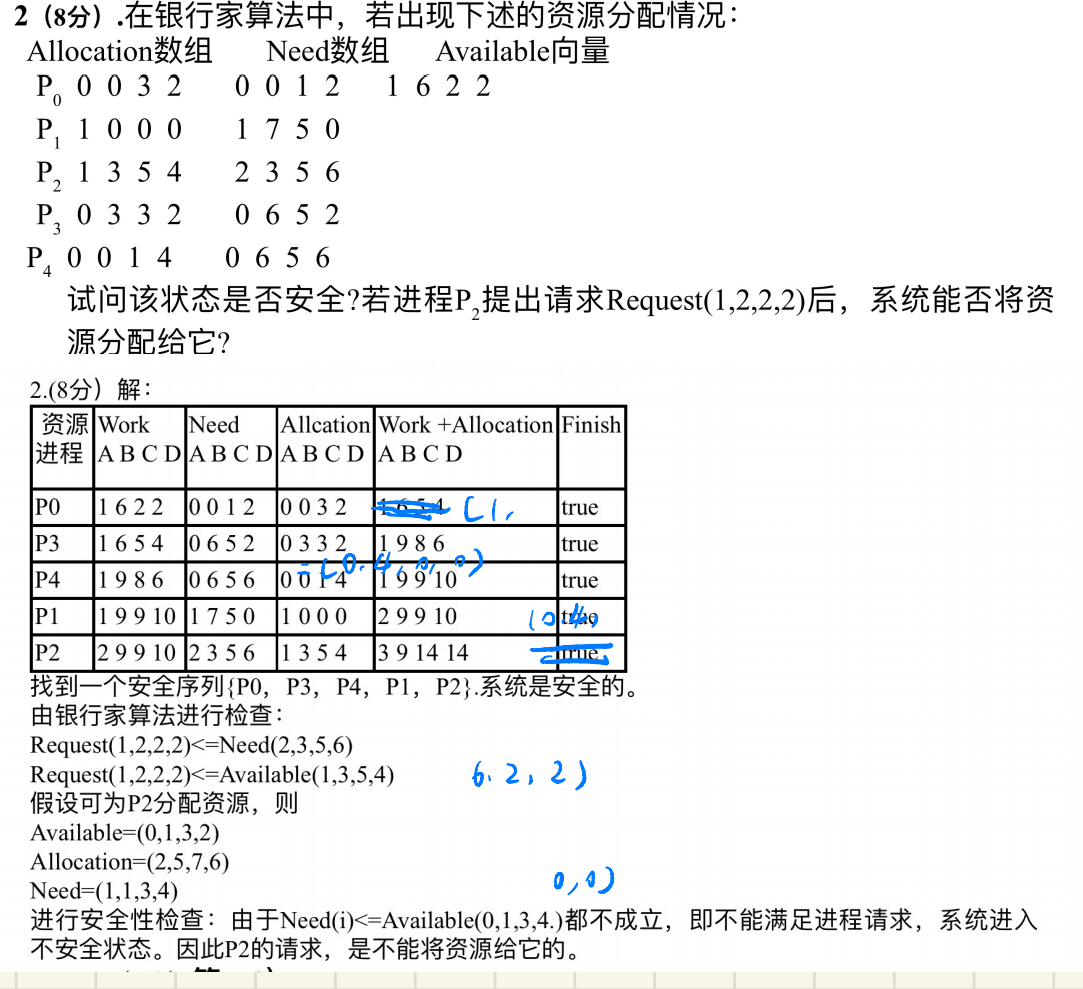 2（8分）.在银行家算法中，若出现下述的资源分配情况：
Allocation数组 Need数组 Available向量
P0 0 0 3 2 0 0 1 2 1 6 2 2
P1 1 0 0 0 1 7 5 0
P2 1 3 5 4 2 3 5 6
P3 0 3 3 2 0 6 5 2
P4 0 0 1 4 0 6 5 6
试问该状态是否安全?若进程P2提出请求Request(1,2,2,2)后，系统能否将资
源分配给它?
2.(8分）解：
资源 Work Need Allcation Work +Allocation Finish
进程 A B C D A B C D A B C D A B C D
P0 1 6 2 2 0 0 1 2 0 0 3 2 1 6 5 4 (1, true
P3 1 6 5 4 0 6 5 2 0 3 3 2 1 9 8 6 true
=(0.4,0,0)
P4 1 9 8 6 0 6 5 6 0 0 1 4 1 9 9 10 true
P1 1 9 9 10 1 7 5 0 1 0 0 0 2 9 9 10 (0.4, true
P2 2 9 9 10 2 3 5 6 1 3 5 4 3 9 14 14 true
找到一个安全序列{P0，P3，P4，P1，P2}.系统是安全的。
由银行家算法进行检查：
Request(1,2,2,2)<=Need(2,3,5,6)
Request(1,2,2,2)<=Available(1,3,5,4) 6.2,2)
假设可为P2分配资源，则
Available=(0,1,3,2)
Allocation=(2,5,7,6)
Need=(1,1,3,4) 0,0)
进行安全性检查：由于Need(i)<=Available(0,1,3,4.)都不成立，即不能满足进程请求，系统进入
不安全状态。因此P2的请求，是不能将资源给它的。